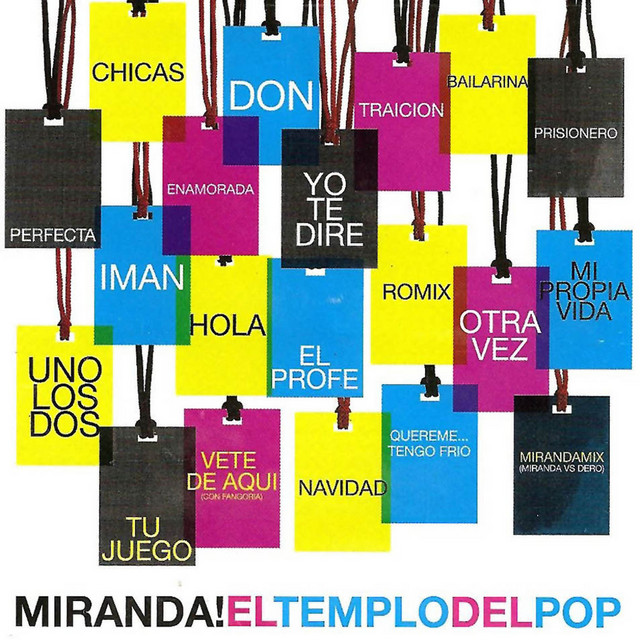 CHICAS
DON
TRAICION
BAILARINA
PRISIONERO
PERFECTA
ENAMORADA
YO
TE
DIRE
IMAN
HOLA
EL
PROFE
ROMIX
OTRA
VEZ
MI
PROPIA
VIDA
UNO
LOS
DOS
TU
JUEGO
VETE
DE AQUI
(CON FANGORIA)
NAVIDAD
QUEREME...
TENGO FRIO
MIRANDAMIX
(MIRANDA VS DERO)
MIRANDA!ELTEMPLODELPOP